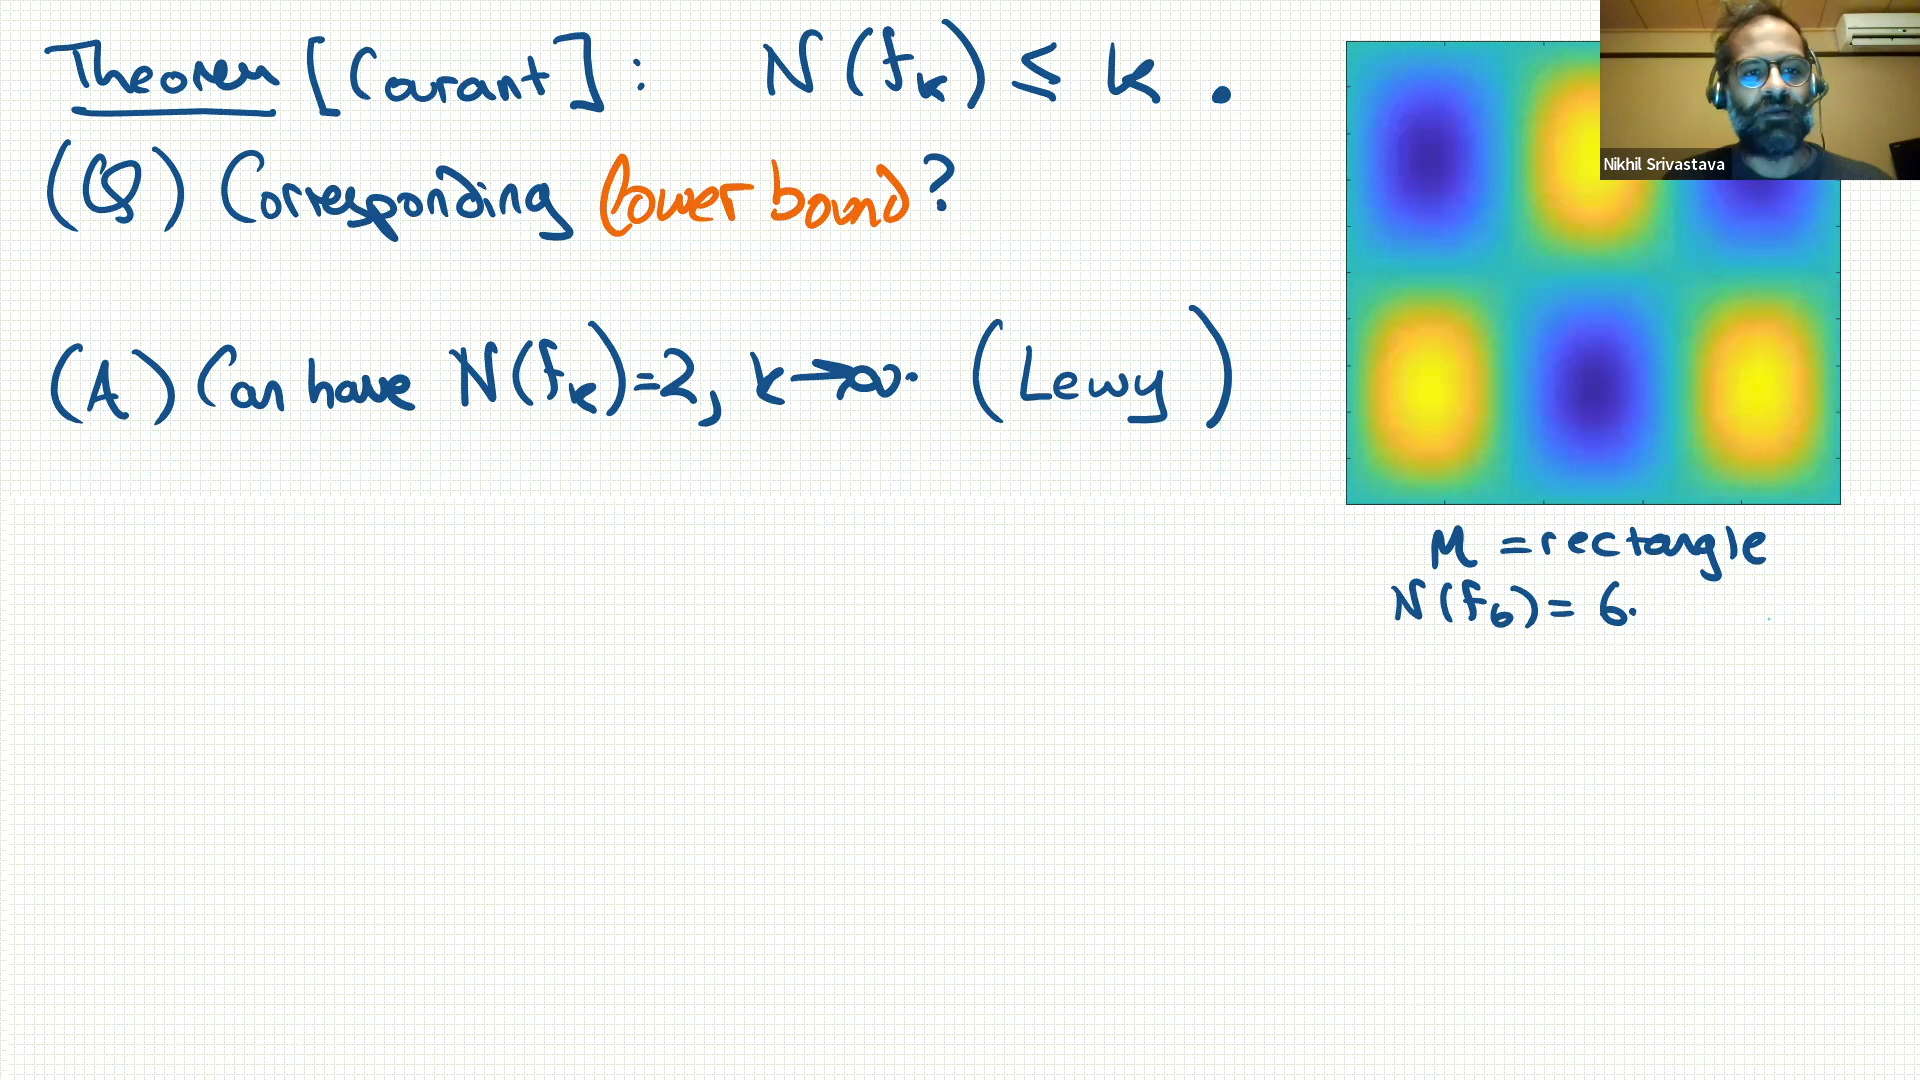 Theorem [Courant]: N(f_k) ≤ k.
(Q) Corresponding lower bound?
(A) Can have N(f_k)=2, k→∞. (Lewy)
Nikhil Srivastava
M = rectangle
N(f_6) = 6.